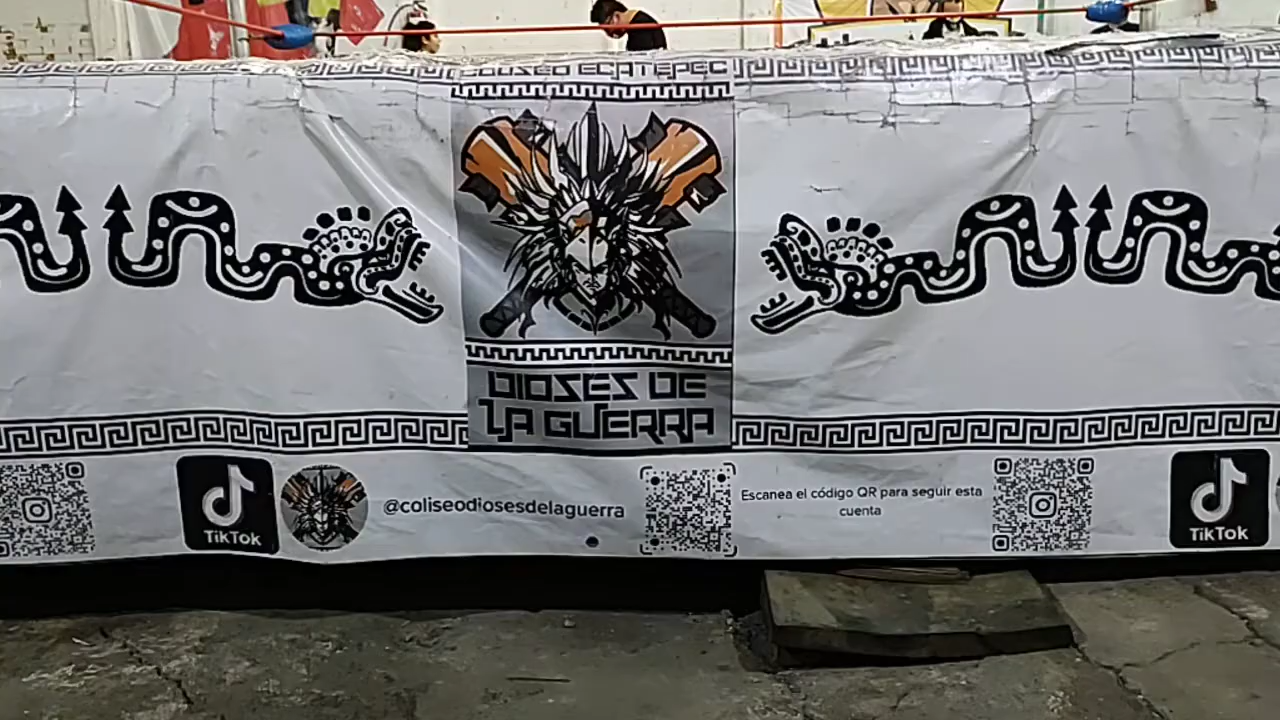 COLISEO ECATEPEC
DIOSES DE
LA GUERRA
TikTok
@coliseodiosesdelaguerra
Escanea el código QR para seguir esta
cuenta
TikTok